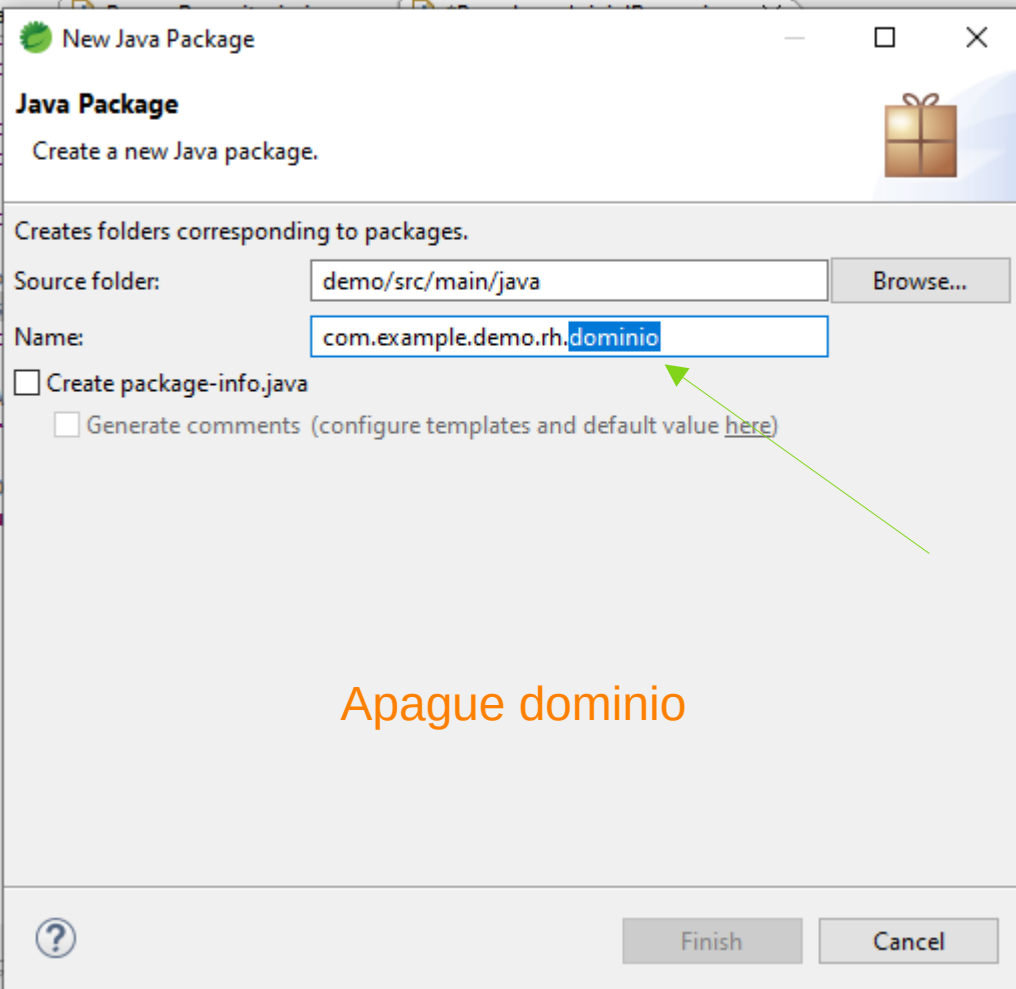 New Java Package
Java Package
Create a new Java package.
Creates folders corresponding to packages.
Source folder: demo/src/main/java Browse...
Name: com.example.demo.rh.dominio
Create package-info.java
Generate comments (configure templates and default value here)
Apague dominio
? Finish Cancel